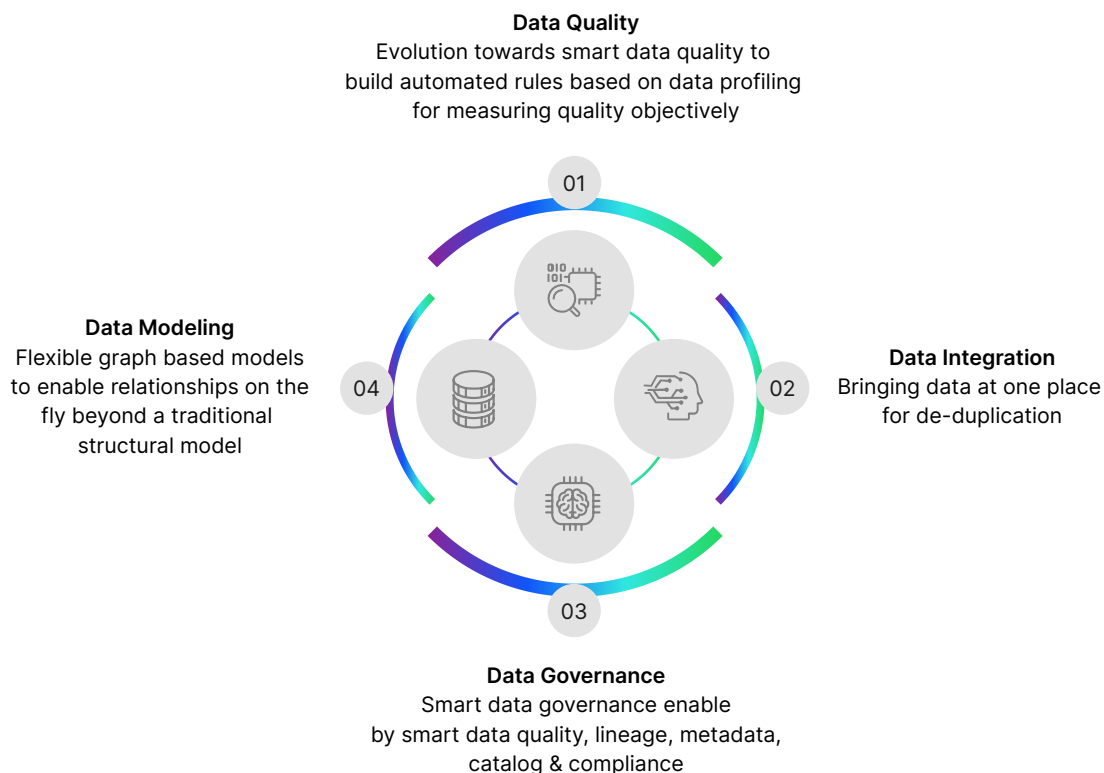 Data Quality
Evolution towards smart data quality to
build automated rules based on data profiling
for measuring quality objectively
01
010
101
Data Modeling
Flexible graph based models
to enable relationships on the
fly beyond a traditional
structural model
04
02
Data Integration
Bringing data at one place
for de-duplication
03
Data Governance
Smart data governance enable
by smart data quality, lineage, metadata,
catalog & compliance